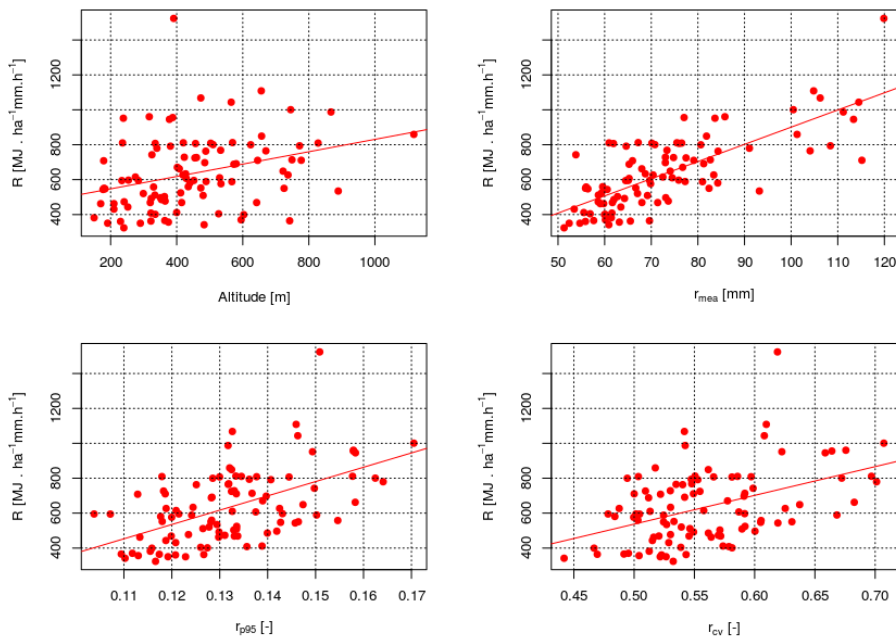 R [MJ . ha⁻¹mm.h⁻¹]
400 600 800 1200
200 400 600 800 1000
Altitude [m]
R [MJ . ha⁻¹mm.h⁻¹]
400 600 800 1200
50 60 70 80 90 100 110 120
r_mea [mm]
R [MJ . ha⁻¹mm.h⁻¹]
400 600 800 1200
0.11 0.12 0.13 0.14 0.15 0.16
r_p95 [-]
R [MJ . ha⁻¹mm.h⁻¹]
400 600 800 1200
0.45 0.50 0.55 0.60 0.65 0.70
r_cv [-]